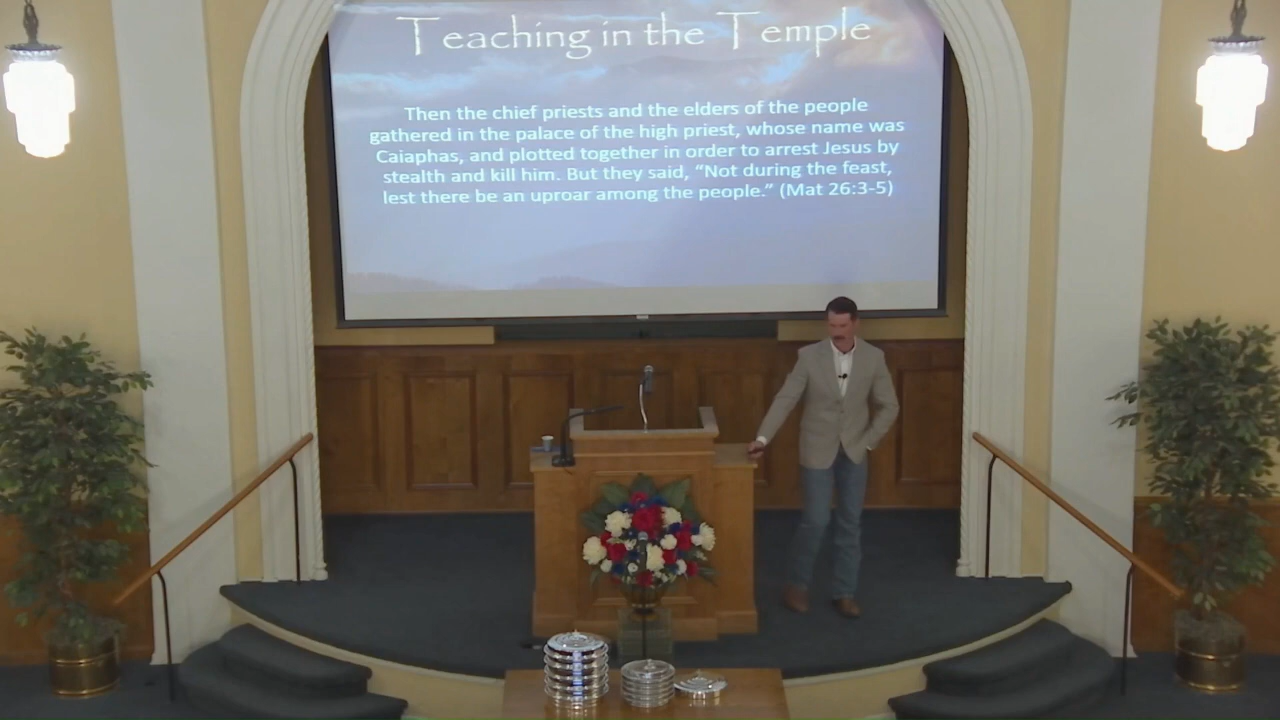 Teaching in the Temple
Then the chief priests and the elders of the people
gathered in the palace of the high priest, whose name was
Caiaphas, and plotted together in order to arrest Jesus by
stealth and kill him. But they said, “Not during the feast,
lest there be an uproar among the people.” (Mat 26:3-5)